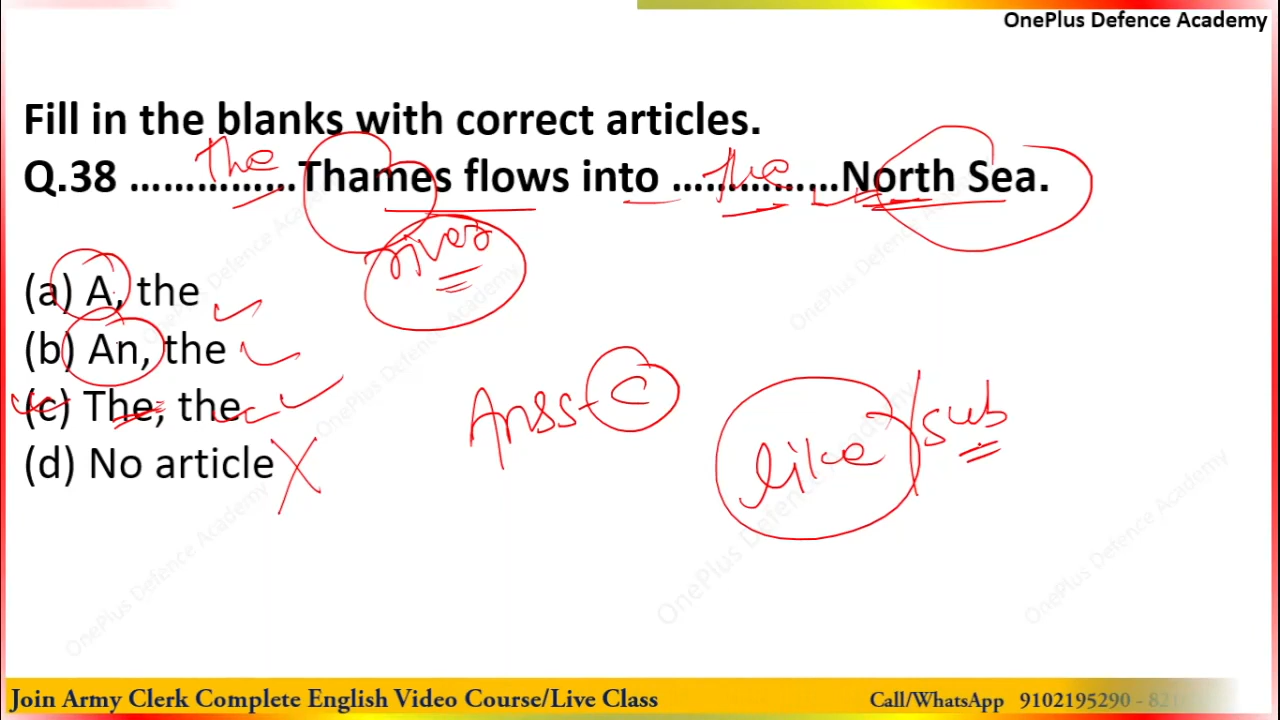 OnePlus Defence Academy
Fill in the blanks with correct articles.
the the
Q.38 ……………Thames flows into ……………North Sea.
river
(a) A, the
(b) An, the
(c) The, the
(d) No article
Anss- C
like / sub
Join Army Clerk Complete English Video Course/Live Class
Call/WhatsApp 9102195290 -